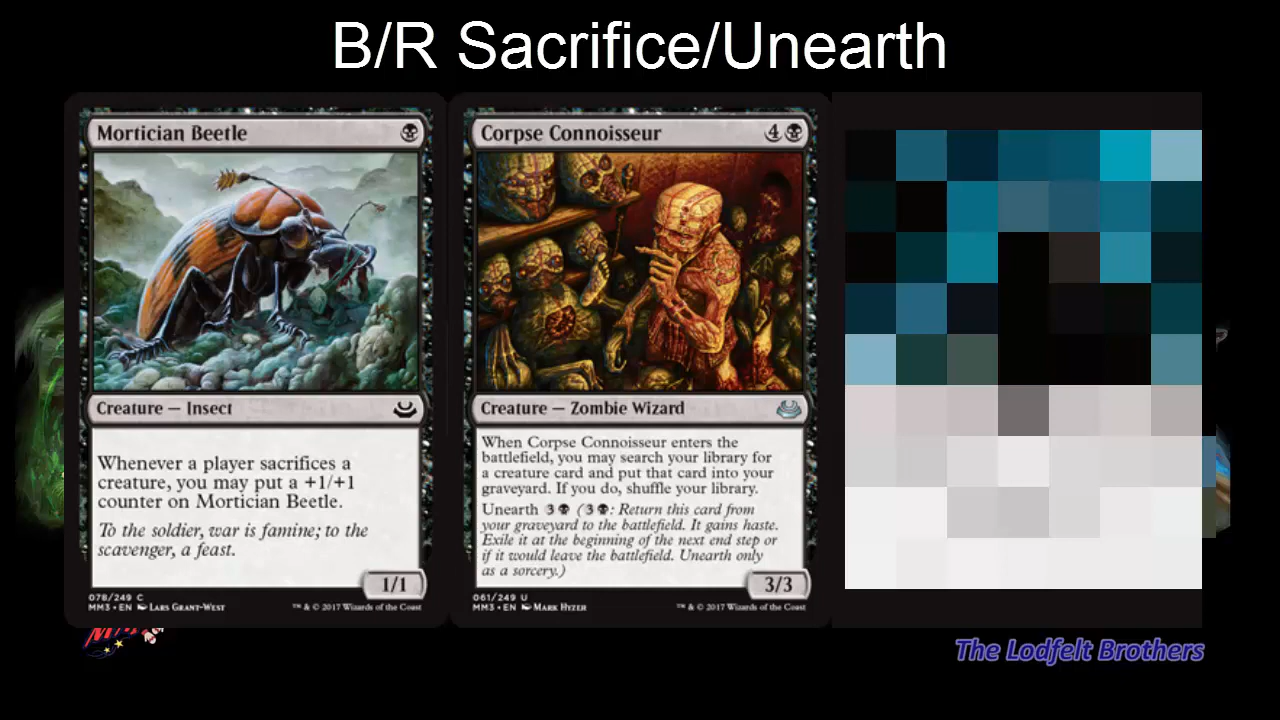 B/R Sacrifice/Unearth
Mortician Beetle
Creature — Insect
Whenever a player sacrifices a
creature, you may put a +1/+1
counter on Mortician Beetle.
To the soldier, war is famine; to the
scavenger, a feast.
1/1
078/249 C
MM3 • EN Lars Grant-West
™ & © 2017 Wizards of the Coast
Corpse Connoisseur
4
Creature — Zombie Wizard
When Corpse Connoisseur enters the
battlefield, you may search your library for
a creature card and put that card into your
graveyard. If you do, shuffle your library.
Unearth 3 (3: Return this card from
your graveyard to the battlefield. It gains haste.
Exile it at the beginning of the next end step or
if it would leave the battlefield. Unearth only
as a sorcery.)
3/3
061/249 U
MM3 • EN Mark Hyzer
™ & © 2017 Wizards of the Coast
The Lodfelt Brothers